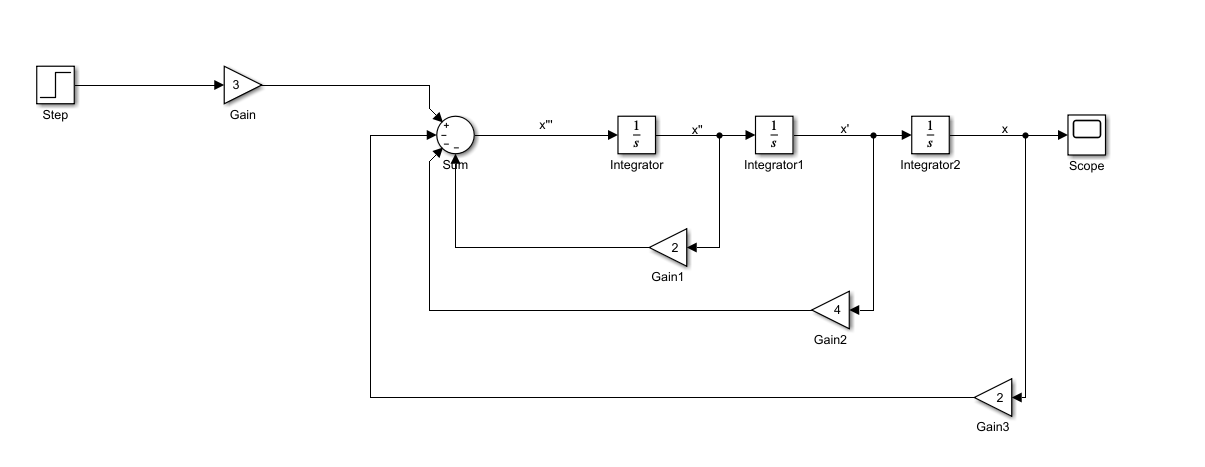 3
Step
Gain
+
−
−
−
Sum
x'''
1
s
Integrator
x''
1
s
Integrator1
x'
1
s
Integrator2
x
Scope
2
Gain1
4
Gain2
2
Gain3